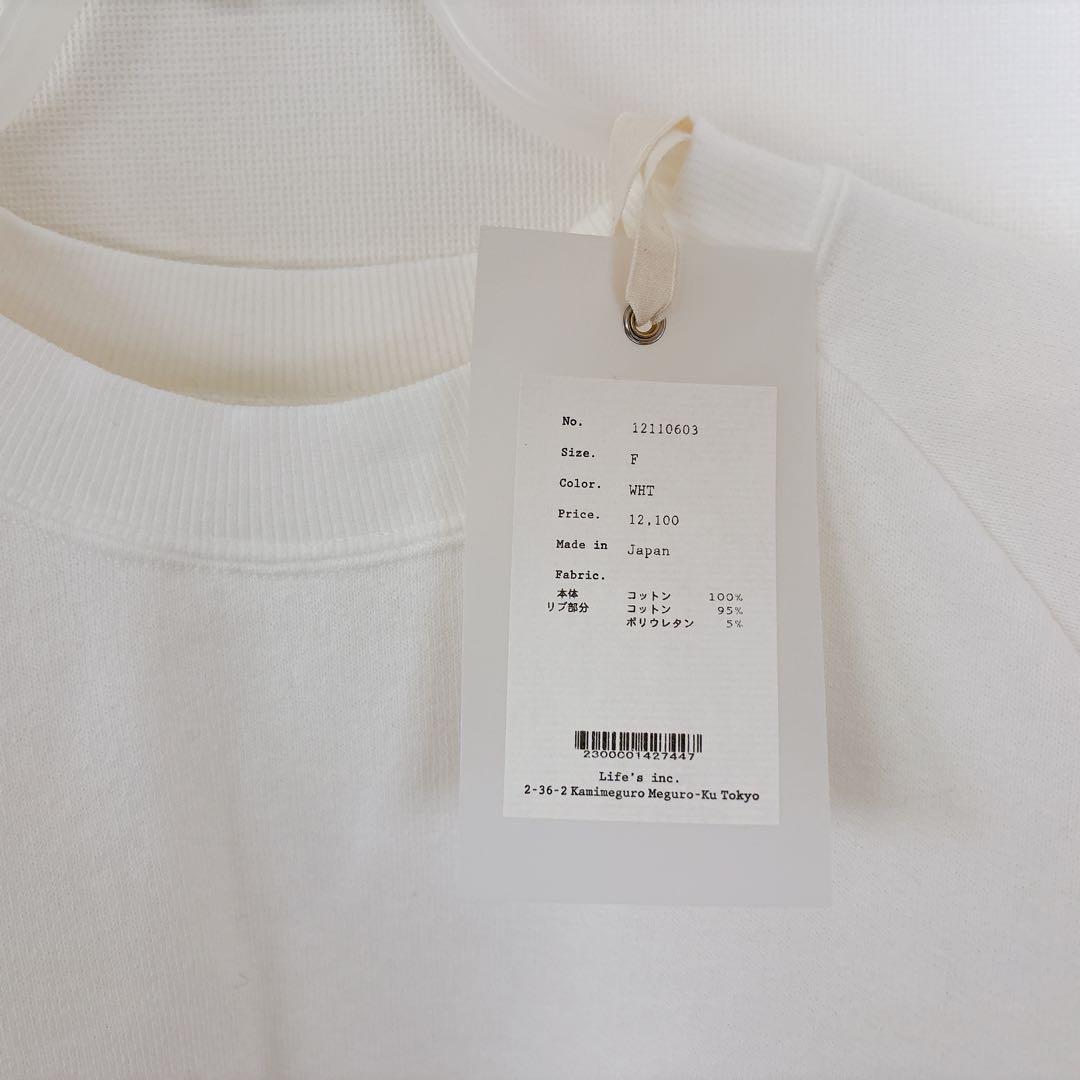 No. 12110603
Size. F
Color. WHT
Price. 12,100
Made in Japan
Fabric.
本体 コットン 100%
リブ部分 コットン 95%
ポリウレタン 5%
2300001427447
Life's inc.
2-36-2 Kamimeguro Meguro-Ku Tokyo